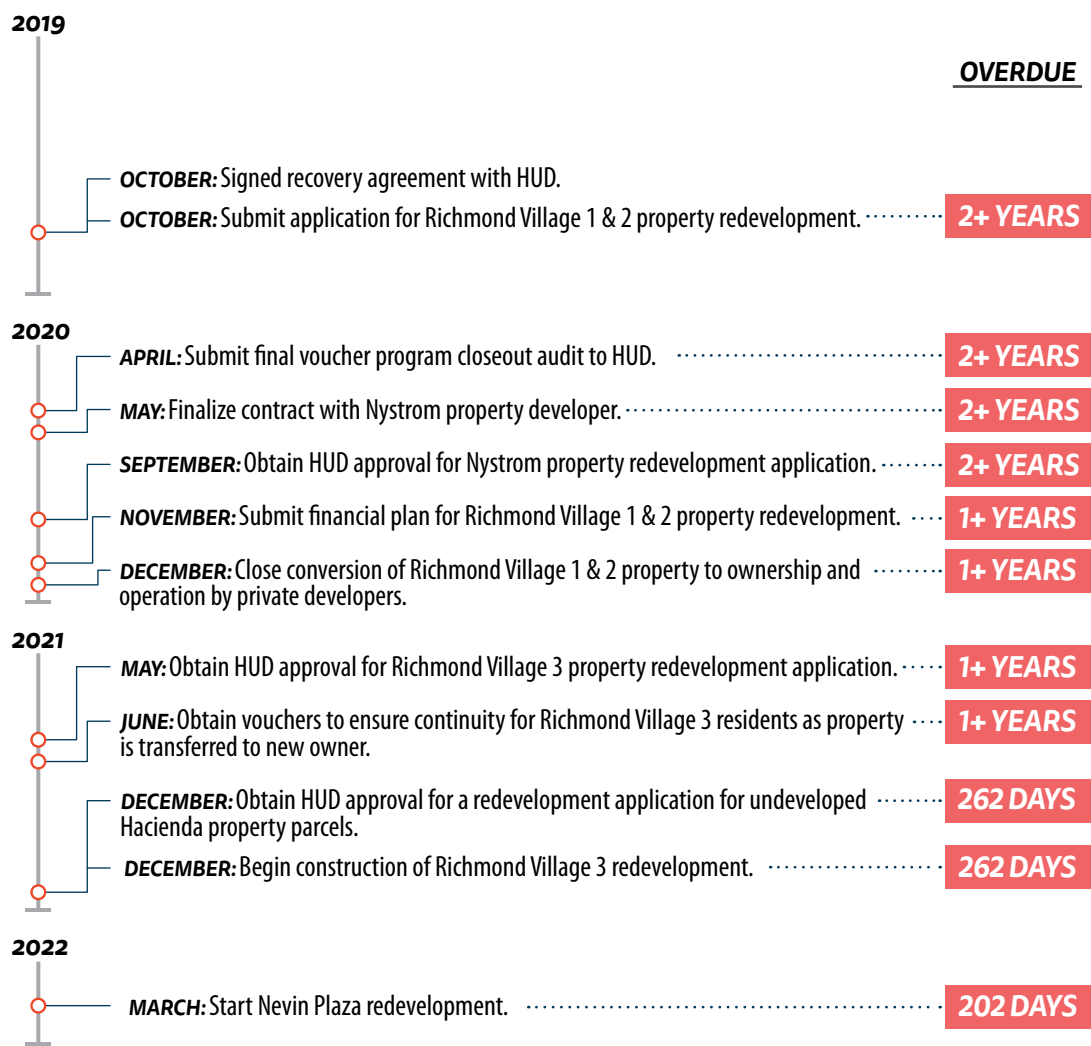 2019
OVERDUE
OCTOBER: Signed recovery agreement with HUD.
OCTOBER: Submit application for Richmond Village 1 & 2 property redevelopment. 2+ YEARS
2020
APRIL: Submit final voucher program closeout audit to HUD. 2+ YEARS
MAY: Finalize contract with Nystrom property developer. 2+ YEARS
SEPTEMBER: Obtain HUD approval for Nystrom property redevelopment application. 2+ YEARS
NOVEMBER: Submit financial plan for Richmond Village 1 & 2 property redevelopment. 1+ YEARS
DECEMBER: Close conversion of Richmond Village 1 & 2 property to ownership and 1+ YEARS
operation by private developers.
2021
MAY: Obtain HUD approval for Richmond Village 3 property redevelopment application. 1+ YEARS
JUNE: Obtain vouchers to ensure continuity for Richmond Village 3 residents as property 1+ YEARS
is transferred to new owner.
DECEMBER: Obtain HUD approval for a redevelopment application for undeveloped 262 DAYS
Hacienda property parcels.
DECEMBER: Begin construction of Richmond Village 3 redevelopment. 262 DAYS
2022
MARCH: Start Nevin Plaza redevelopment. 202 DAYS